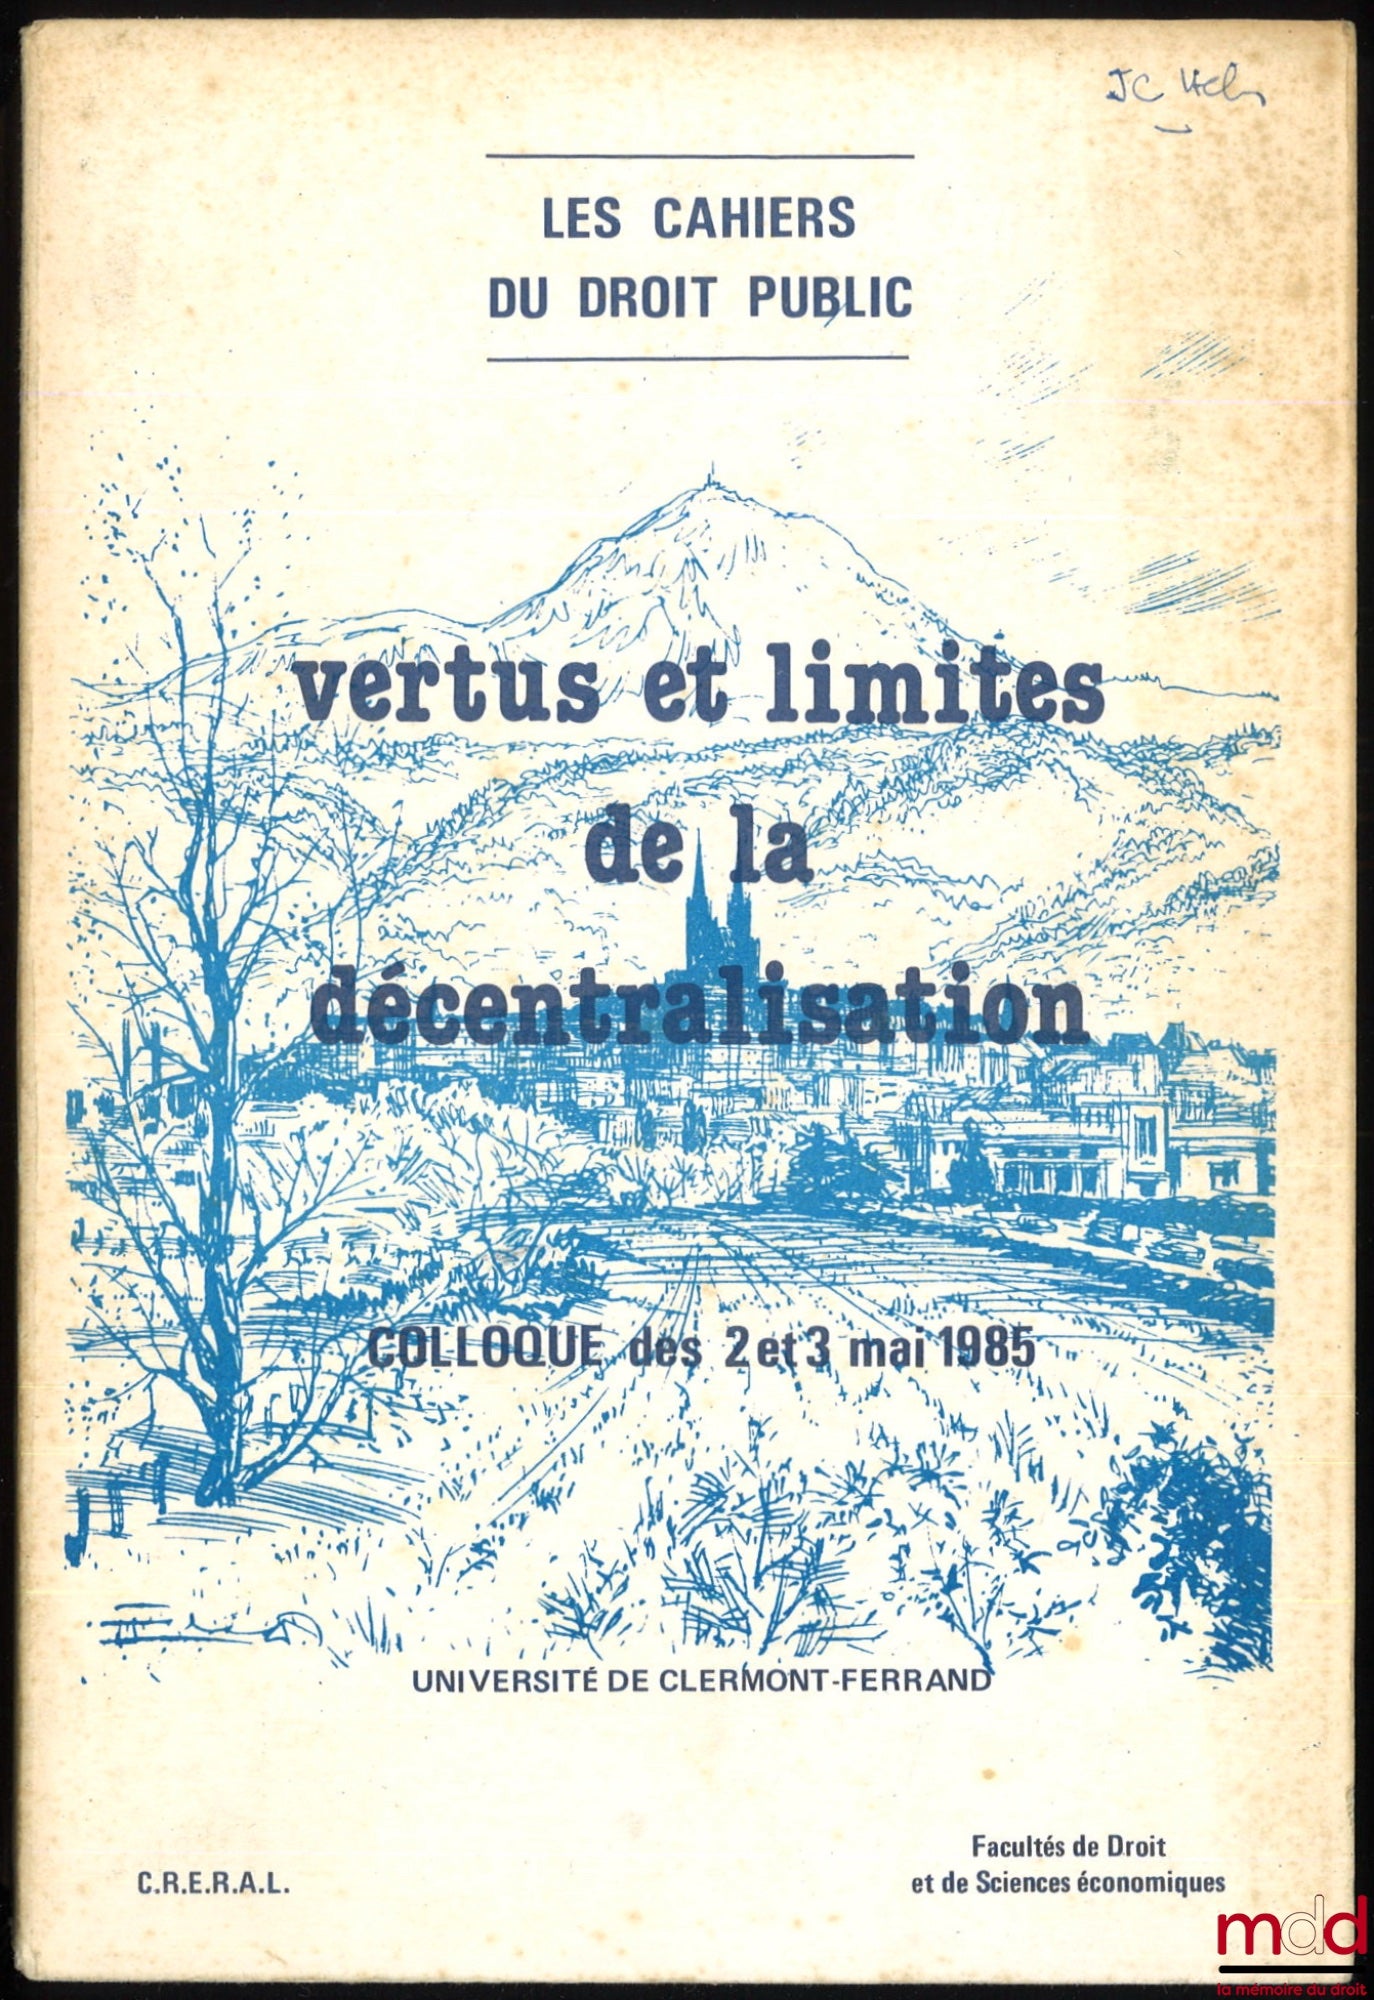 JC
LES CAHIERS
DU DROIT PUBLIC
vertus et limites
de la
décentralisation
COLLOQUE des 2 et 3 mai 1985
UNIVERSITÉ DE CLERMONT-FERRAND
Facultés de Droit
et de Sciences économiques
C.R.E.R.A.L.
mdd
la mémoire du droit